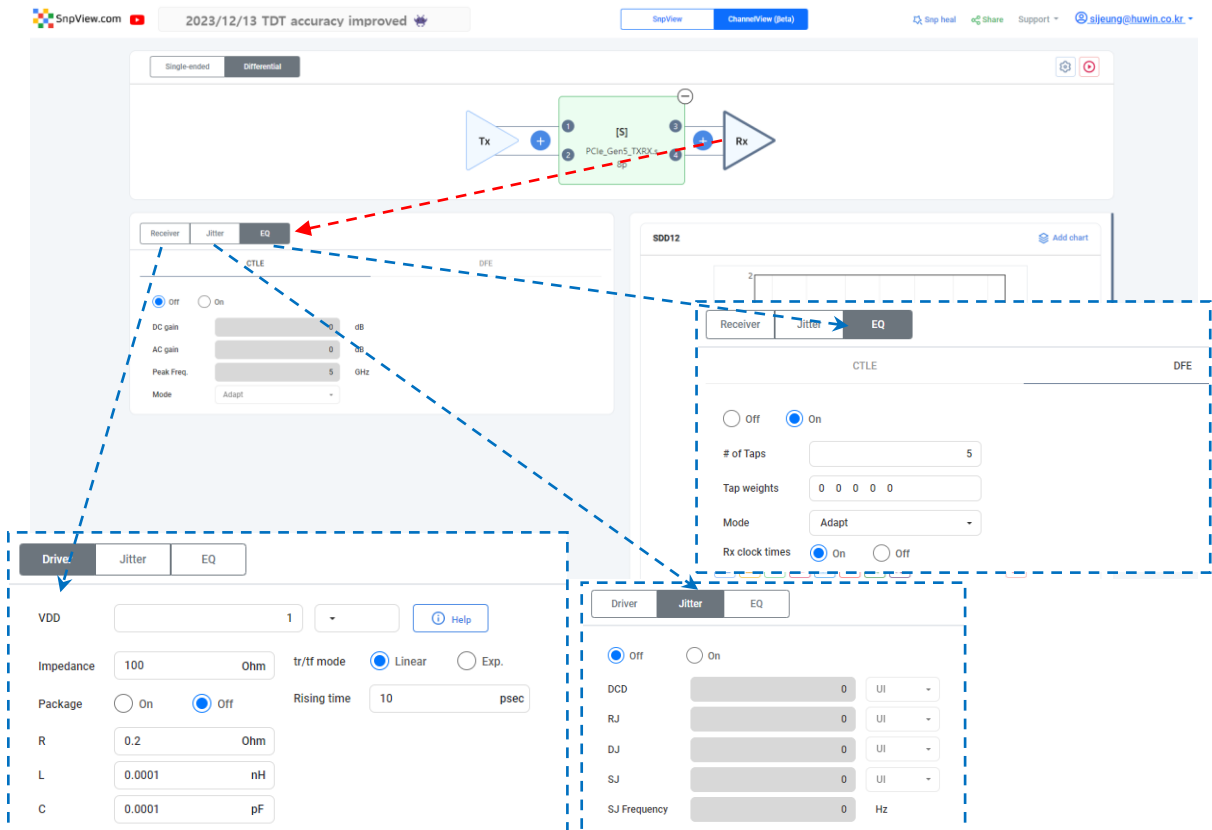 SnpView.com
2023/12/13 TDT accuracy improved
SnpView
ChannelView (βeta)
Snp heal
Share
Support
sijeung@huwin.co.kr
Single-ended
Differential
Tx
+
1
2
[S]
PCIe_Gen5_TXRX.s
8p
3
4
+
Rx
Receiver
Jitter
EQ
CTLE
DFE
Off
On
DC gain
0
dB
AC gain
0
dB
Peak Freq.
5
GHz
Mode
Adapt
SDD12
Add chart
2
Receiver
Jitter
EQ
CTLE
DFE
Off
On
# of Taps
5
Tap weights
0 0 0 0 0
Mode
Adapt
Rx clock times
On
Off
Driver
Jitter
EQ
VDD
1
Help
Impedance
100
Ohm
tr/tf mode
Linear
Exp.
Package
On
Off
Rising time
10
psec
R
0.2
Ohm
L
0.0001
nH
C
0.0001
pF
Driver
Jitter
EQ
Off
On
DCD
0
UI
RJ
0
UI
DJ
0
UI
SJ
0
UI
SJ Frequency
0
Hz